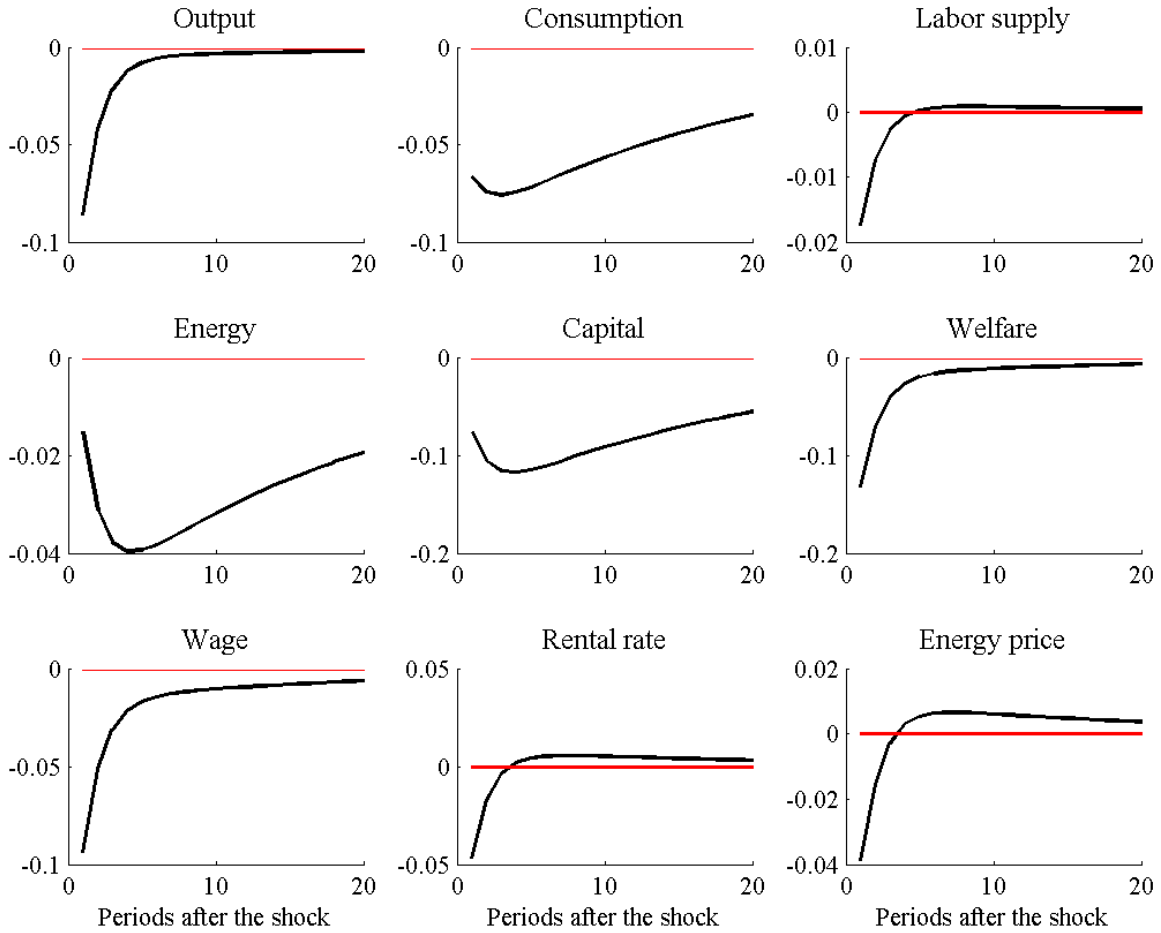 Output
0
-0.05
-0.1
0 10 20
Consumption
0
-0.05
-0.1
0 10 20
Labor supply
0.01
0
-0.01
-0.02
0 10 20
Energy
0
-0.02
-0.04
0 10 20
Capital
0
-0.1
-0.2
0 10 20
Welfare
0
-0.1
-0.2
0 10 20
Wage
0
-0.05
-0.1
0 10 20
Periods after the shock
Rental rate
0.05
0
-0.05
0 10 20
Periods after the shock
Energy price
0.02
0
-0.02
-0.04
0 10 20
Periods after the shock